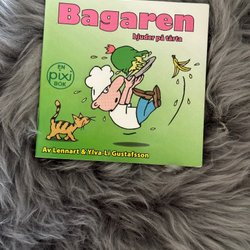 Bagaren
bjuder på tårta
EN
pixi
BOK
Av Lennart & Ylva-Li Gustafsson